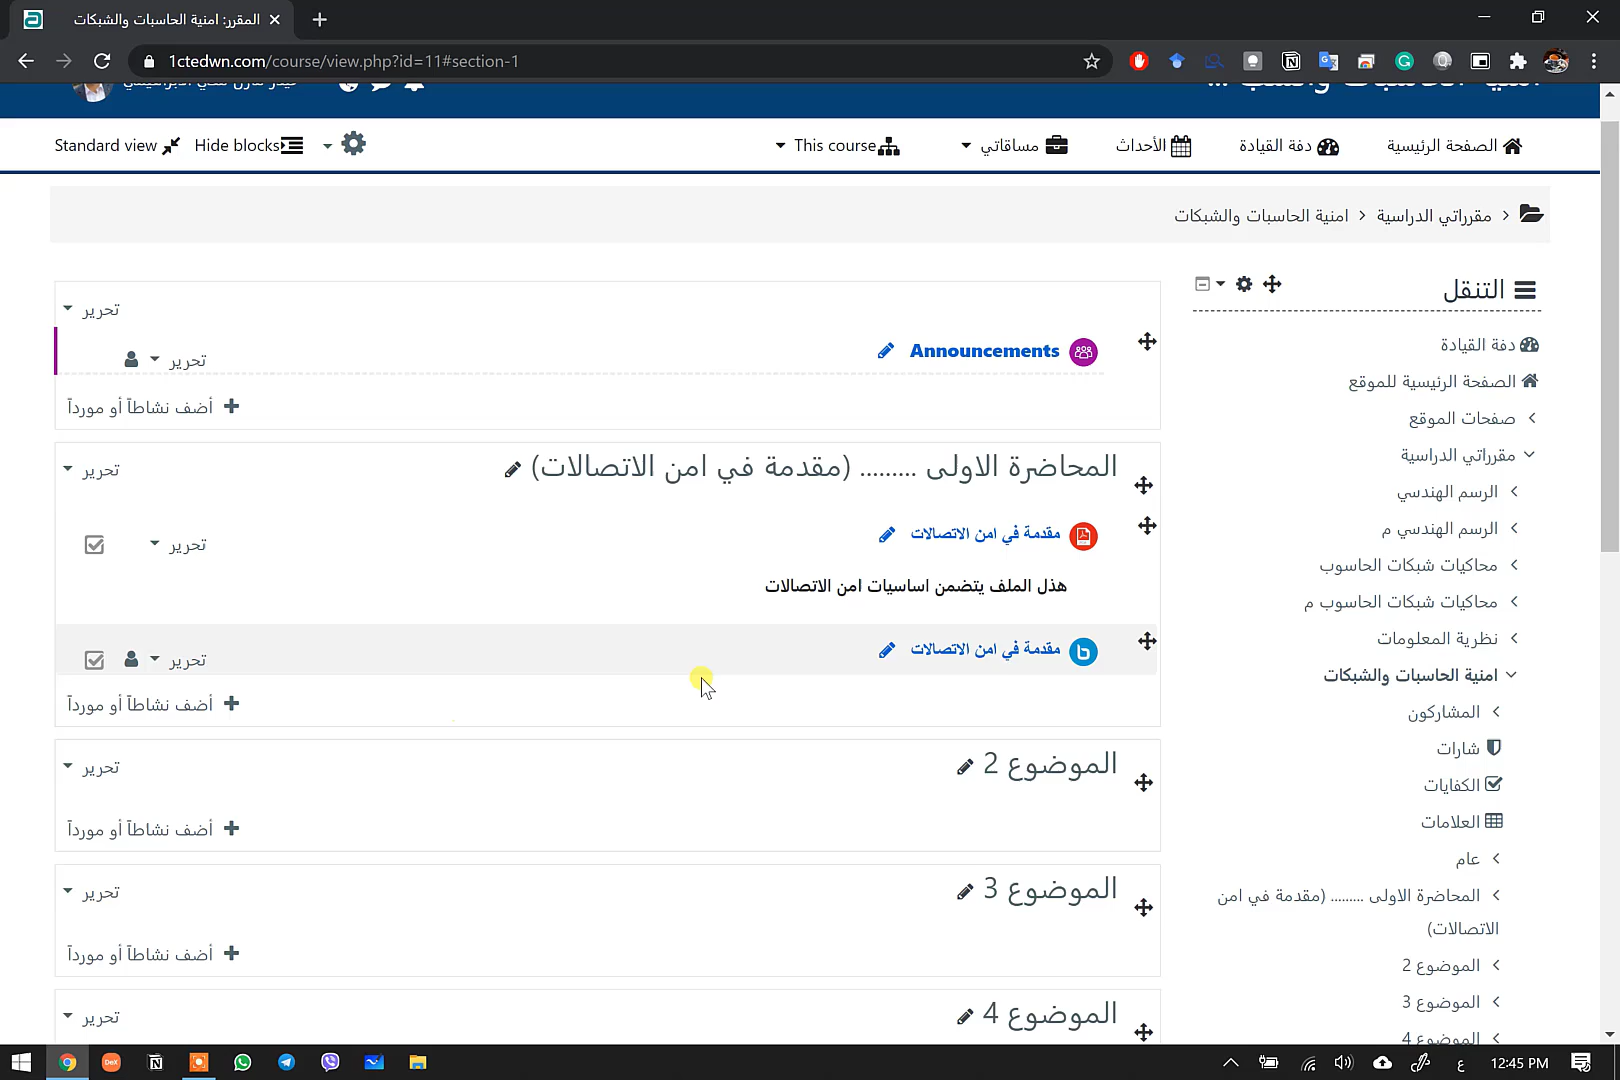 المقرر: امنية الحاسبات والشبكات
1ctedwn.com/course/view.php?id=11#section-1
الصفحة الرئيسية
دفة القيادة
الأحداث
مساقاتي
This course
Hide blocks
Standard view
مقرراتي الدراسية
امنية الحاسبات والشبكات
تحرير
Announcements
تحرير
أضف نشاطاً أو مورداً
المحاضرة الاولى ......... (مقدمة في امن الاتصالات)
تحرير
مقدمة في امن الاتصالات
تحرير
هذل الملف يتضمن اساسيات امن الاتصالات
مقدمة في امن الاتصالات
تحرير
أضف نشاطاً أو مورداً
الموضوع 2
تحرير
أضف نشاطاً أو مورداً
الموضوع 3
تحرير
أضف نشاطاً أو مورداً
الموضوع 4
تحرير
التنقل
دفة القيادة
الصفحة الرئيسية للموقع
صفحات الموقع
مقرراتي الدراسية
الرسم الهندسي
الرسم الهندسي م
محاكيات شبكات الحاسوب
محاكيات شبكات الحاسوب م
نظرية المعلومات
امنية الحاسبات والشبكات
المشاركون
شارات
الكفايات
العلامات
عام
المحاضرة الاولى ......... (مقدمة في امن
الاتصالات)
الموضوع 2
الموضوع 3
الموضوع 4
ع
12:45 PM